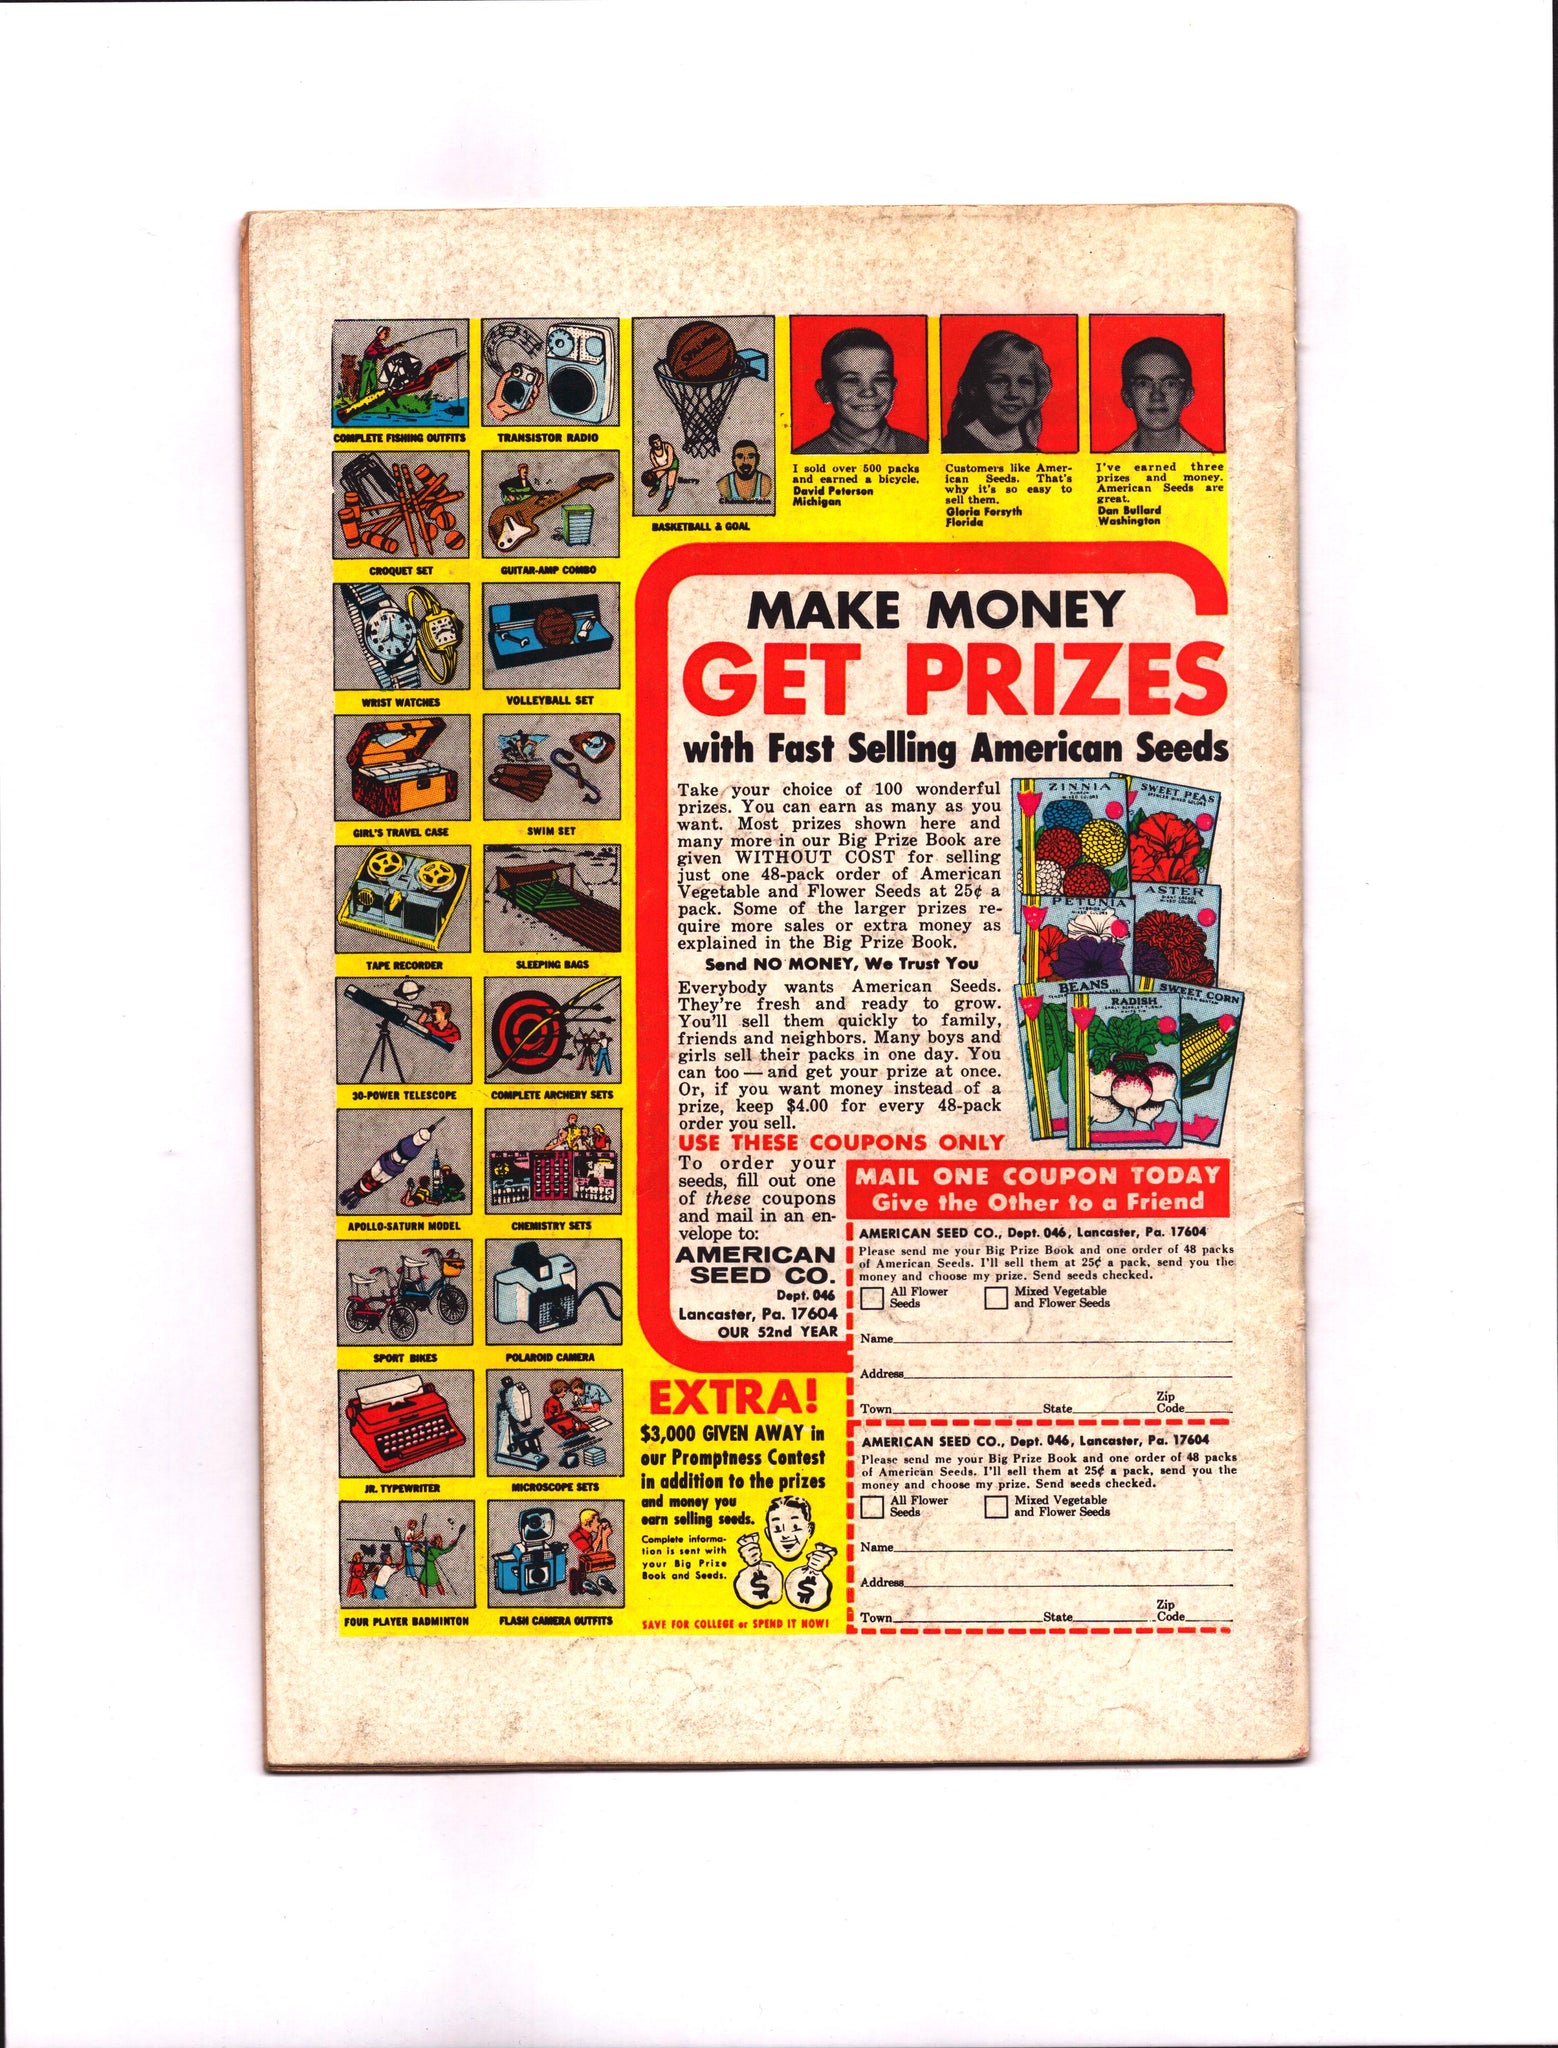 COMPLETE FISHING OUTFITS
TRANSISTOR RADIO
CROQUET SET
GUITAR-AMP COMBO
WRIST WATCHES
VOLLEYBALL SET
GIRL'S TRAVEL CASE
SWIM SET
TAPE RECORDER
SLEEPING BAGS
30-POWER TELESCOPE
COMPLETE ARCHERY SETS
APOLLO-SATURN MODEL
CHEMISTRY SETS
SPORT BIKES
POLAROID CAMERA
JR. TYPEWRITER
MICROSCOPE SETS
FOUR PLAYER BADMINTON
FLASH CAMERA OUTFITS
Barry
Chamberlain
BASKETBALL & GOAL
I sold over 500 packs
and earned a bicycle.
David Peterson
Michigan
Customers like Amer-
ican Seeds. That's
why it's so easy to
sell them.
Gloria Forsyth
Florida
I've earned three
prizes and money.
American Seeds are
great.
Dan Bullard
Washington
MAKE MONEY
GET PRIZES
with Fast Selling American Seeds
Take your choice of 100 wonderful
prizes. You can earn as many as you
want. Most prizes shown here and
many more in our Big Prize Book are
given WITHOUT COST for selling
just one 48-pack order of American
Vegetable and Flower Seeds at 25¢ a
pack. Some of the larger prizes re-
quire more sales or extra money as
explained in the Big Prize Book.
Send NO MONEY, We Trust You
Everybody wants American Seeds.
They're fresh and ready to grow.
You'll sell them quickly to family,
friends and neighbors. Many boys and
girls sell their packs in one day. You
can too — and get your prize at once.
Or, if you want money instead of a
prize, keep $4.00 for every 48-pack
order you sell.
ZINNIA
MIXED COLORS
SWEET PEAS
SPENCER MIXED COLORS
PETUNIA
MIXED COLORS
ASTER
MIXED COLORS
BEANS
RADISH
SWEET CORN
USE THESE COUPONS ONLY
To order your
seeds, fill out one
of these coupons
and mail in an en-
velope to:
AMERICAN
SEED CO.
Dept. 046
Lancaster, Pa. 17604
OUR 52nd YEAR
MAIL ONE COUPON TODAY
Give the Other to a Friend
AMERICAN SEED CO., Dept. 046, Lancaster, Pa. 17604
Please send me your Big Prize Book and one order of 48 packs
of American Seeds. I'll sell them at 25¢ a pack, send you the
money and choose my prize. Send seeds checked.
All Flower Seeds
Mixed Vegetable and Flower Seeds
Name
Address
Town State Zip Code
AMERICAN SEED CO., Dept. 046, Lancaster, Pa. 17604
Please send me your Big Prize Book and one order of 48 packs
of American Seeds. I'll sell them at 25¢ a pack, send you the
money and choose my prize. Send seeds checked.
All Flower Seeds
Mixed Vegetable and Flower Seeds
Name
Address
Town State Zip Code
EXTRA!
$3,000 GIVEN AWAY in
our Promptness Contest
in addition to the prizes
and money you
earn selling seeds.
Complete informa-
tion is sent with
your Big Prize
Book and Seeds.
$ $
SAVE FOR COLLEGE or SPEND IT NOW!